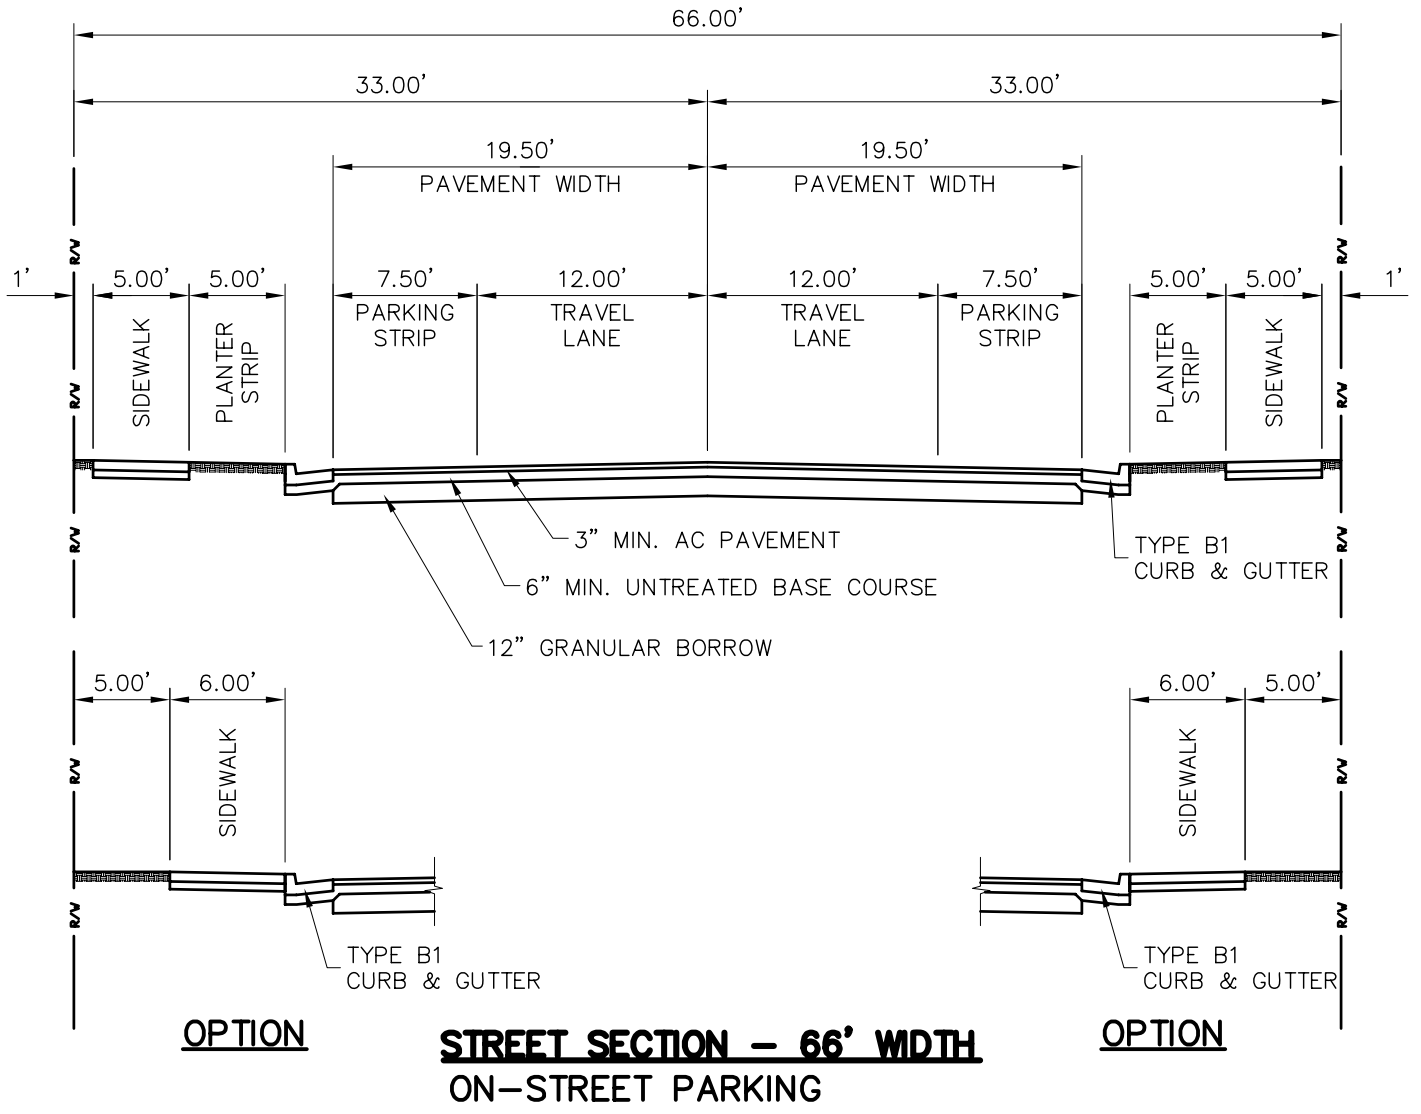 66.00'
33.00'
33.00'
19.50'
PAVEMENT WIDTH
19.50'
PAVEMENT WIDTH
R/W
R/W
1'
5.00'
5.00'
7.50'
12.00'
12.00'
7.50'
5.00'
5.00'
1'
SIDEWALK
PLANTER
STRIP
PARKING
STRIP
TRAVEL
LANE
TRAVEL
LANE
PARKING
STRIP
PLANTER
STRIP
SIDEWALK
R/W
R/W
R/W
R/W
3” MIN. AC PAVEMENT
6” MIN. UNTREATED BASE COURSE
12” GRANULAR BORROW
TYPE B1
CURB & GUTTER
5.00'
6.00'
6.00'
5.00'
SIDEWALK
SIDEWALK
R/W
R/W
R/W
R/W
TYPE B1
CURB & GUTTER
TYPE B1
CURB & GUTTER
OPTION
OPTION
STREET SECTION – 66' WIDTH
ON–STREET PARKING